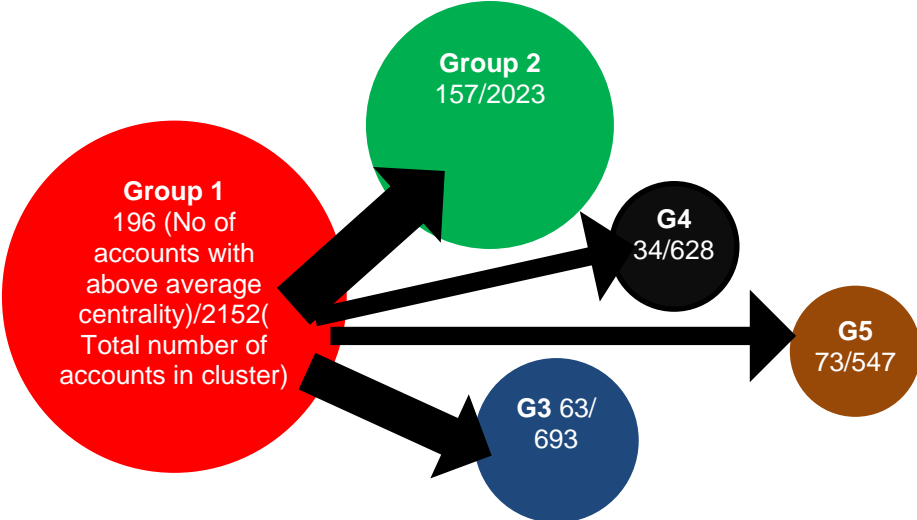 Group 2
157/2023
Group 1
196 (No of
accounts with
above average
centrality)/2152(
Total number of
accounts in cluster)
G4
34/628
G5
73/547
G3 63/
693